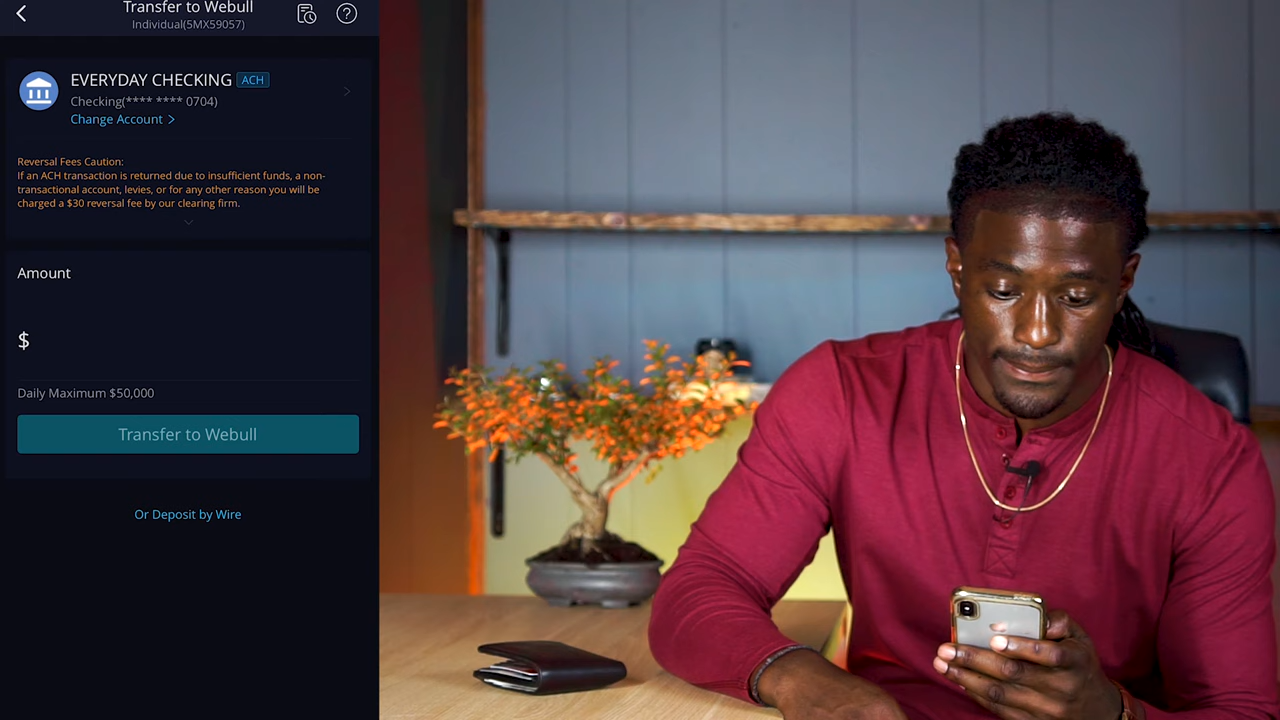 Transfer to Webull
Individual(5MX59057)
EVERYDAY CHECKING ACH
Checking(**** **** 0704)
Change Account >
Reversal Fees Caution:
If an ACH transaction is returned due to insufficient funds, a non-
transactional account, levies, or for any other reason you will be
charged a $30 reversal fee by our clearing firm.
Amount
$
Daily Maximum $50,000
Transfer to Webull
Or Deposit by Wire